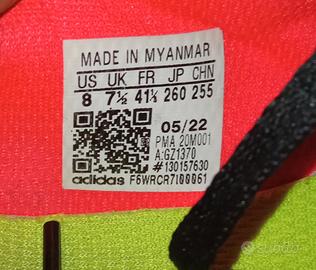 MADE IN MYANMAR
US UK FR JP CHN
8 7½ 41⅓ 260 255
05/22
PMA 20M001
A:GZ1370
#130157630
adidas F6WRCR7100061
subito